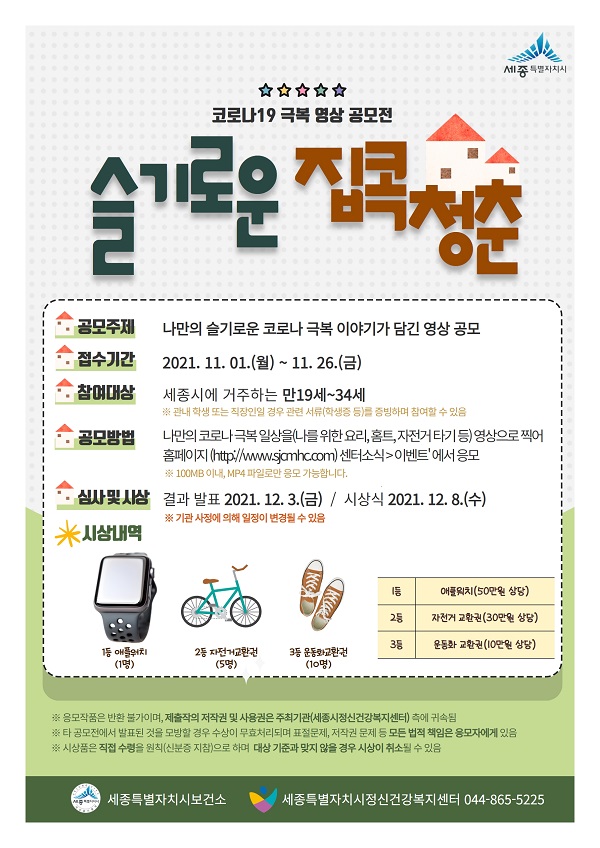 세종특별자치시
코로나19 극복 영상 공모전
슬기로운 집콕청춘
공모주제 나만의 슬기로운 코로나 극복 이야기가 담긴 영상 공모
접수기간 2021. 11. 01.(월) ~ 11. 26.(금)
참여대상 세종시에 거주하는 만19세~34세
※ 관내 학생 또는 직장인일 경우 관련 서류(학생증 등)를 증빙하며 참여할 수 있음
공모방법 나만의 코로나 극복 일상을(나를 위한 요리, 홈트, 자전거 타기 등) 영상으로 찍어
홈페이지 (http://www.sjcmhc.com) 센터소식 > 이벤트' 에서 응모
※ 100MB 이내, MP4 파일로만 응모 가능합니다.
심사 및 시상 결과 발표 2021. 12. 3.(금) / 시상식 2021. 12. 8.(수)
※ 기관 사정에 의해 일정이 변경될 수 있음
시상내역
1등 애플워치
(1명)
2등 자전거교환권
(5명)
3등 운동화교환권
(10명)
1등 애플워치(50만원 상당)
2등 자전거 교환권(30만원 상당)
3등 운동화 교환권(10만원 상당)
※ 응모작품은 반환 불가이며, 제출작의 저작권 및 사용권은 주최기관(세종시정신건강복지센터) 측에 귀속됨
※ 타 공모전에서 발표된 것을 모방할 경우 수상이 무효처리되며 표절문제, 저작권 문제 등 모든 법적 책임은 응모자에게 있음
※ 시상품은 직접 수령을 원칙(신분증 지참)으로 하며 대상 기준과 맞지 않을 경우 시상이 취소될 수 있음
세종특별자치시보건소 세종특별자치시정신건강복지센터 044-865-5225